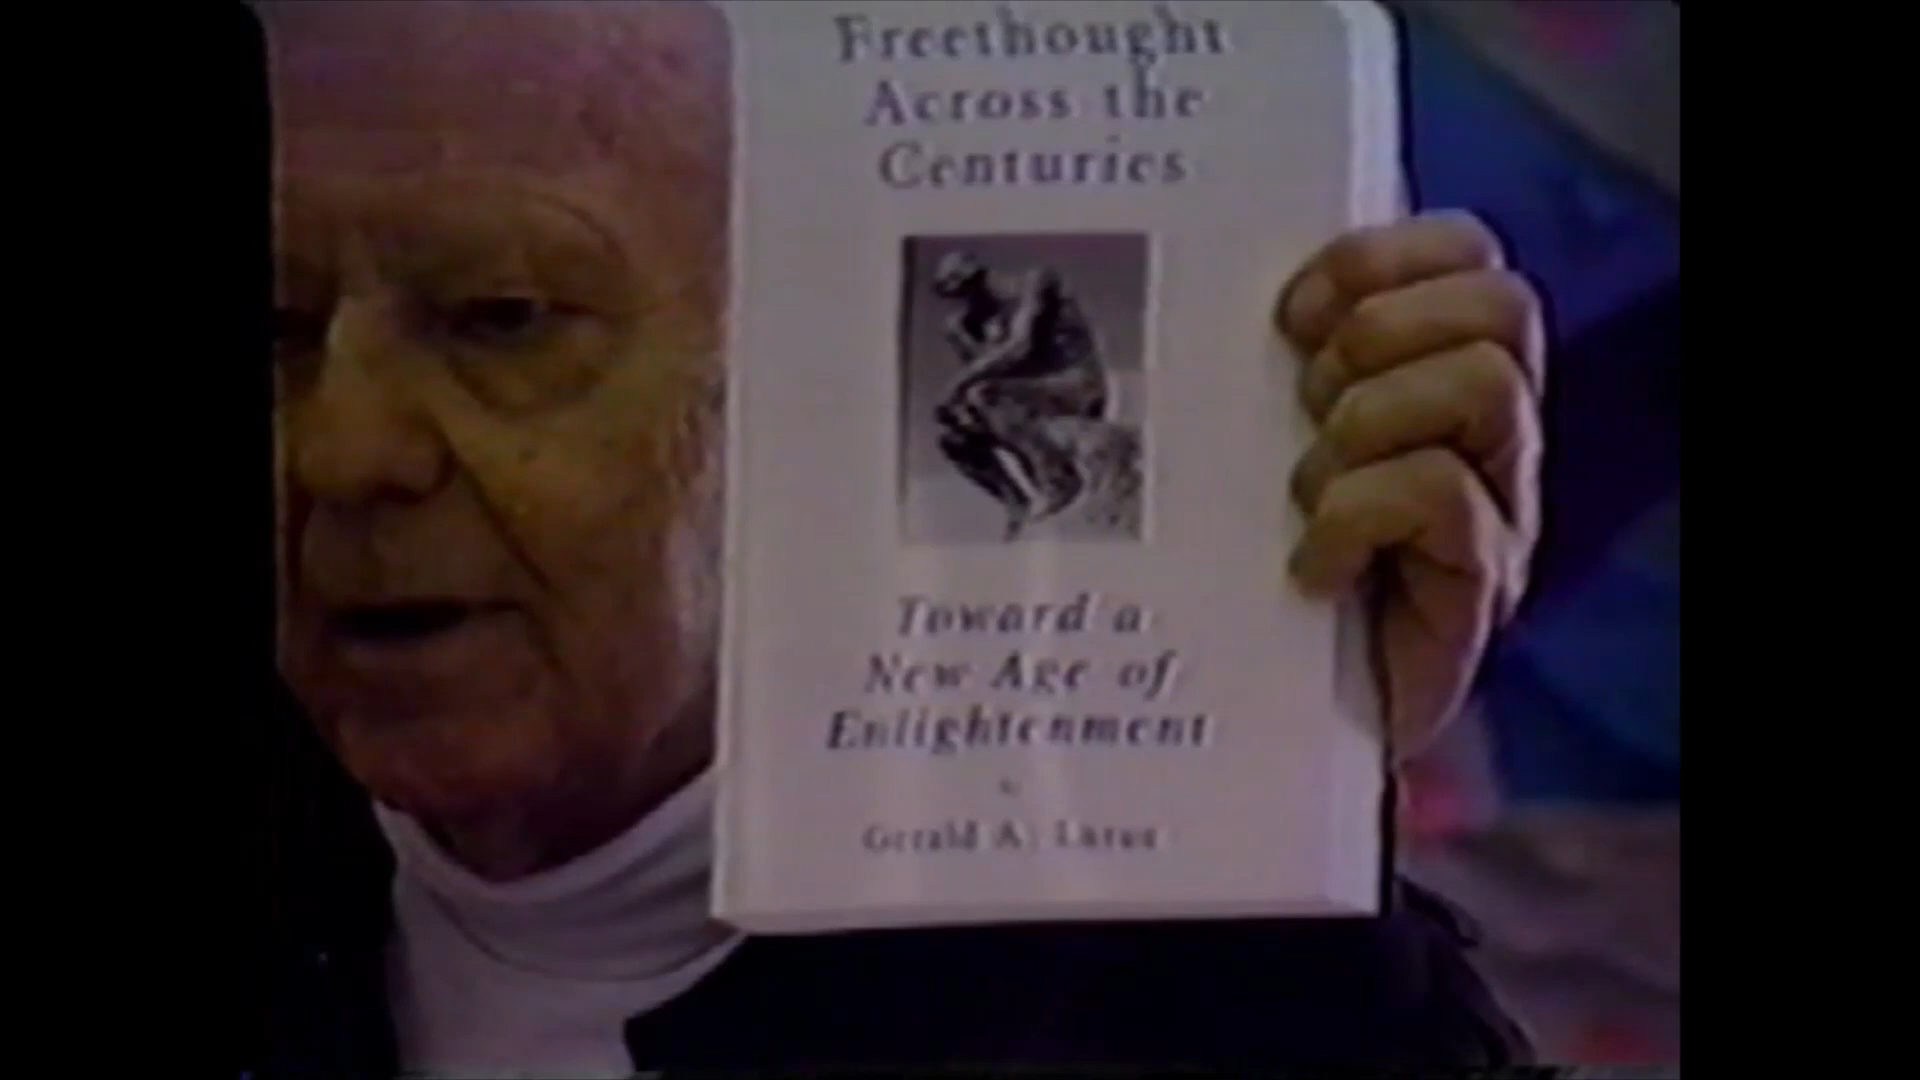 Freethought
Across the
Centuries
Toward a
New Age of
Enlightenment
Gerald A.